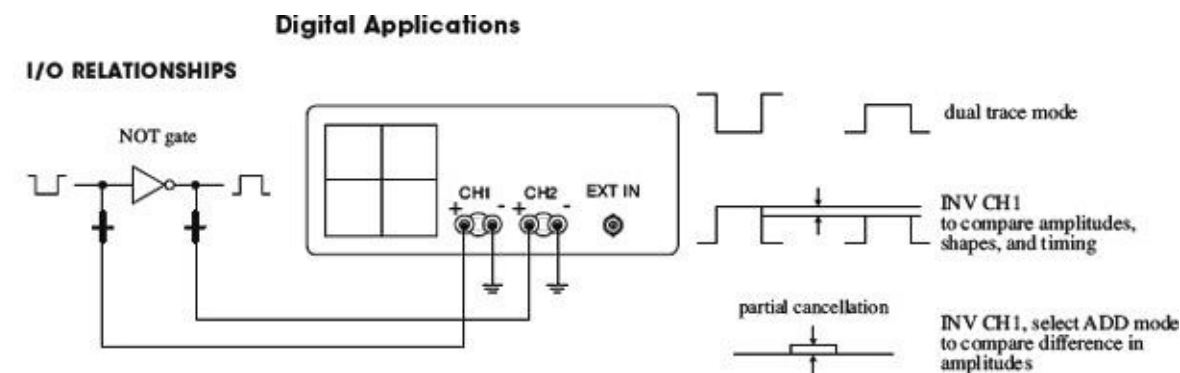 Digital Applications
I/O RELATIONSHIPS
NOT gate
CH1
CH2
EXT IN
+ - + -
dual trace mode
INV CH1
to compare amplitudes,
shapes, and timing
partial cancellation
INV CH1, select ADD mode
to compare difference in
amplitudes